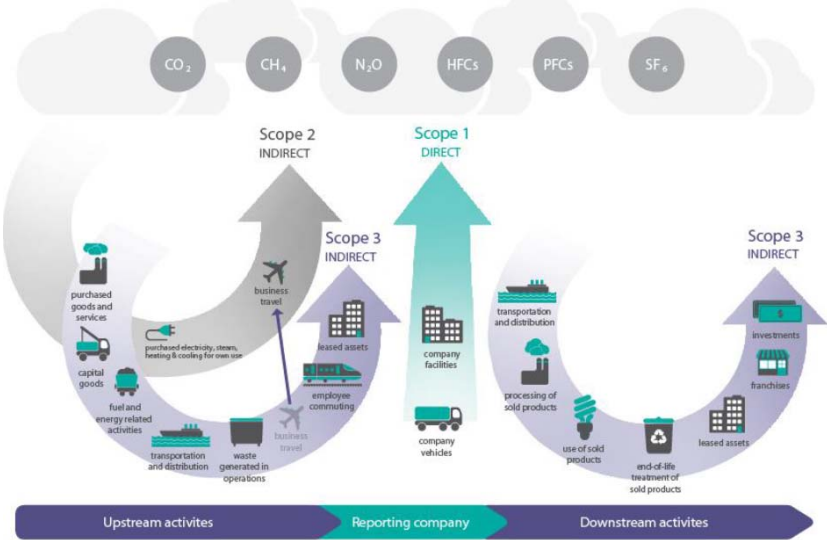 CO₂
CH₄
N₂O
HFCs
PFCs
SF₆
Scope 2
INDIRECT
Scope 1
DIRECT
Scope 3
INDIRECT
Scope 3
INDIRECT
purchased
goods and
services
capital
goods
fuel and
energy related
activities
purchased electricity, steam,
heating & cooling for own use
transportation
and distribution
waste
generated in
operations
business
travel
business
travel
employee
commuting
leased assets
company
facilities
company
vehicles
transportation
and distribution
processing of
sold products
use of sold
products
end-of-life
treatment of
sold products
leased assets
franchises
investments
$
Upstream activites
Reporting company
Downstream activites